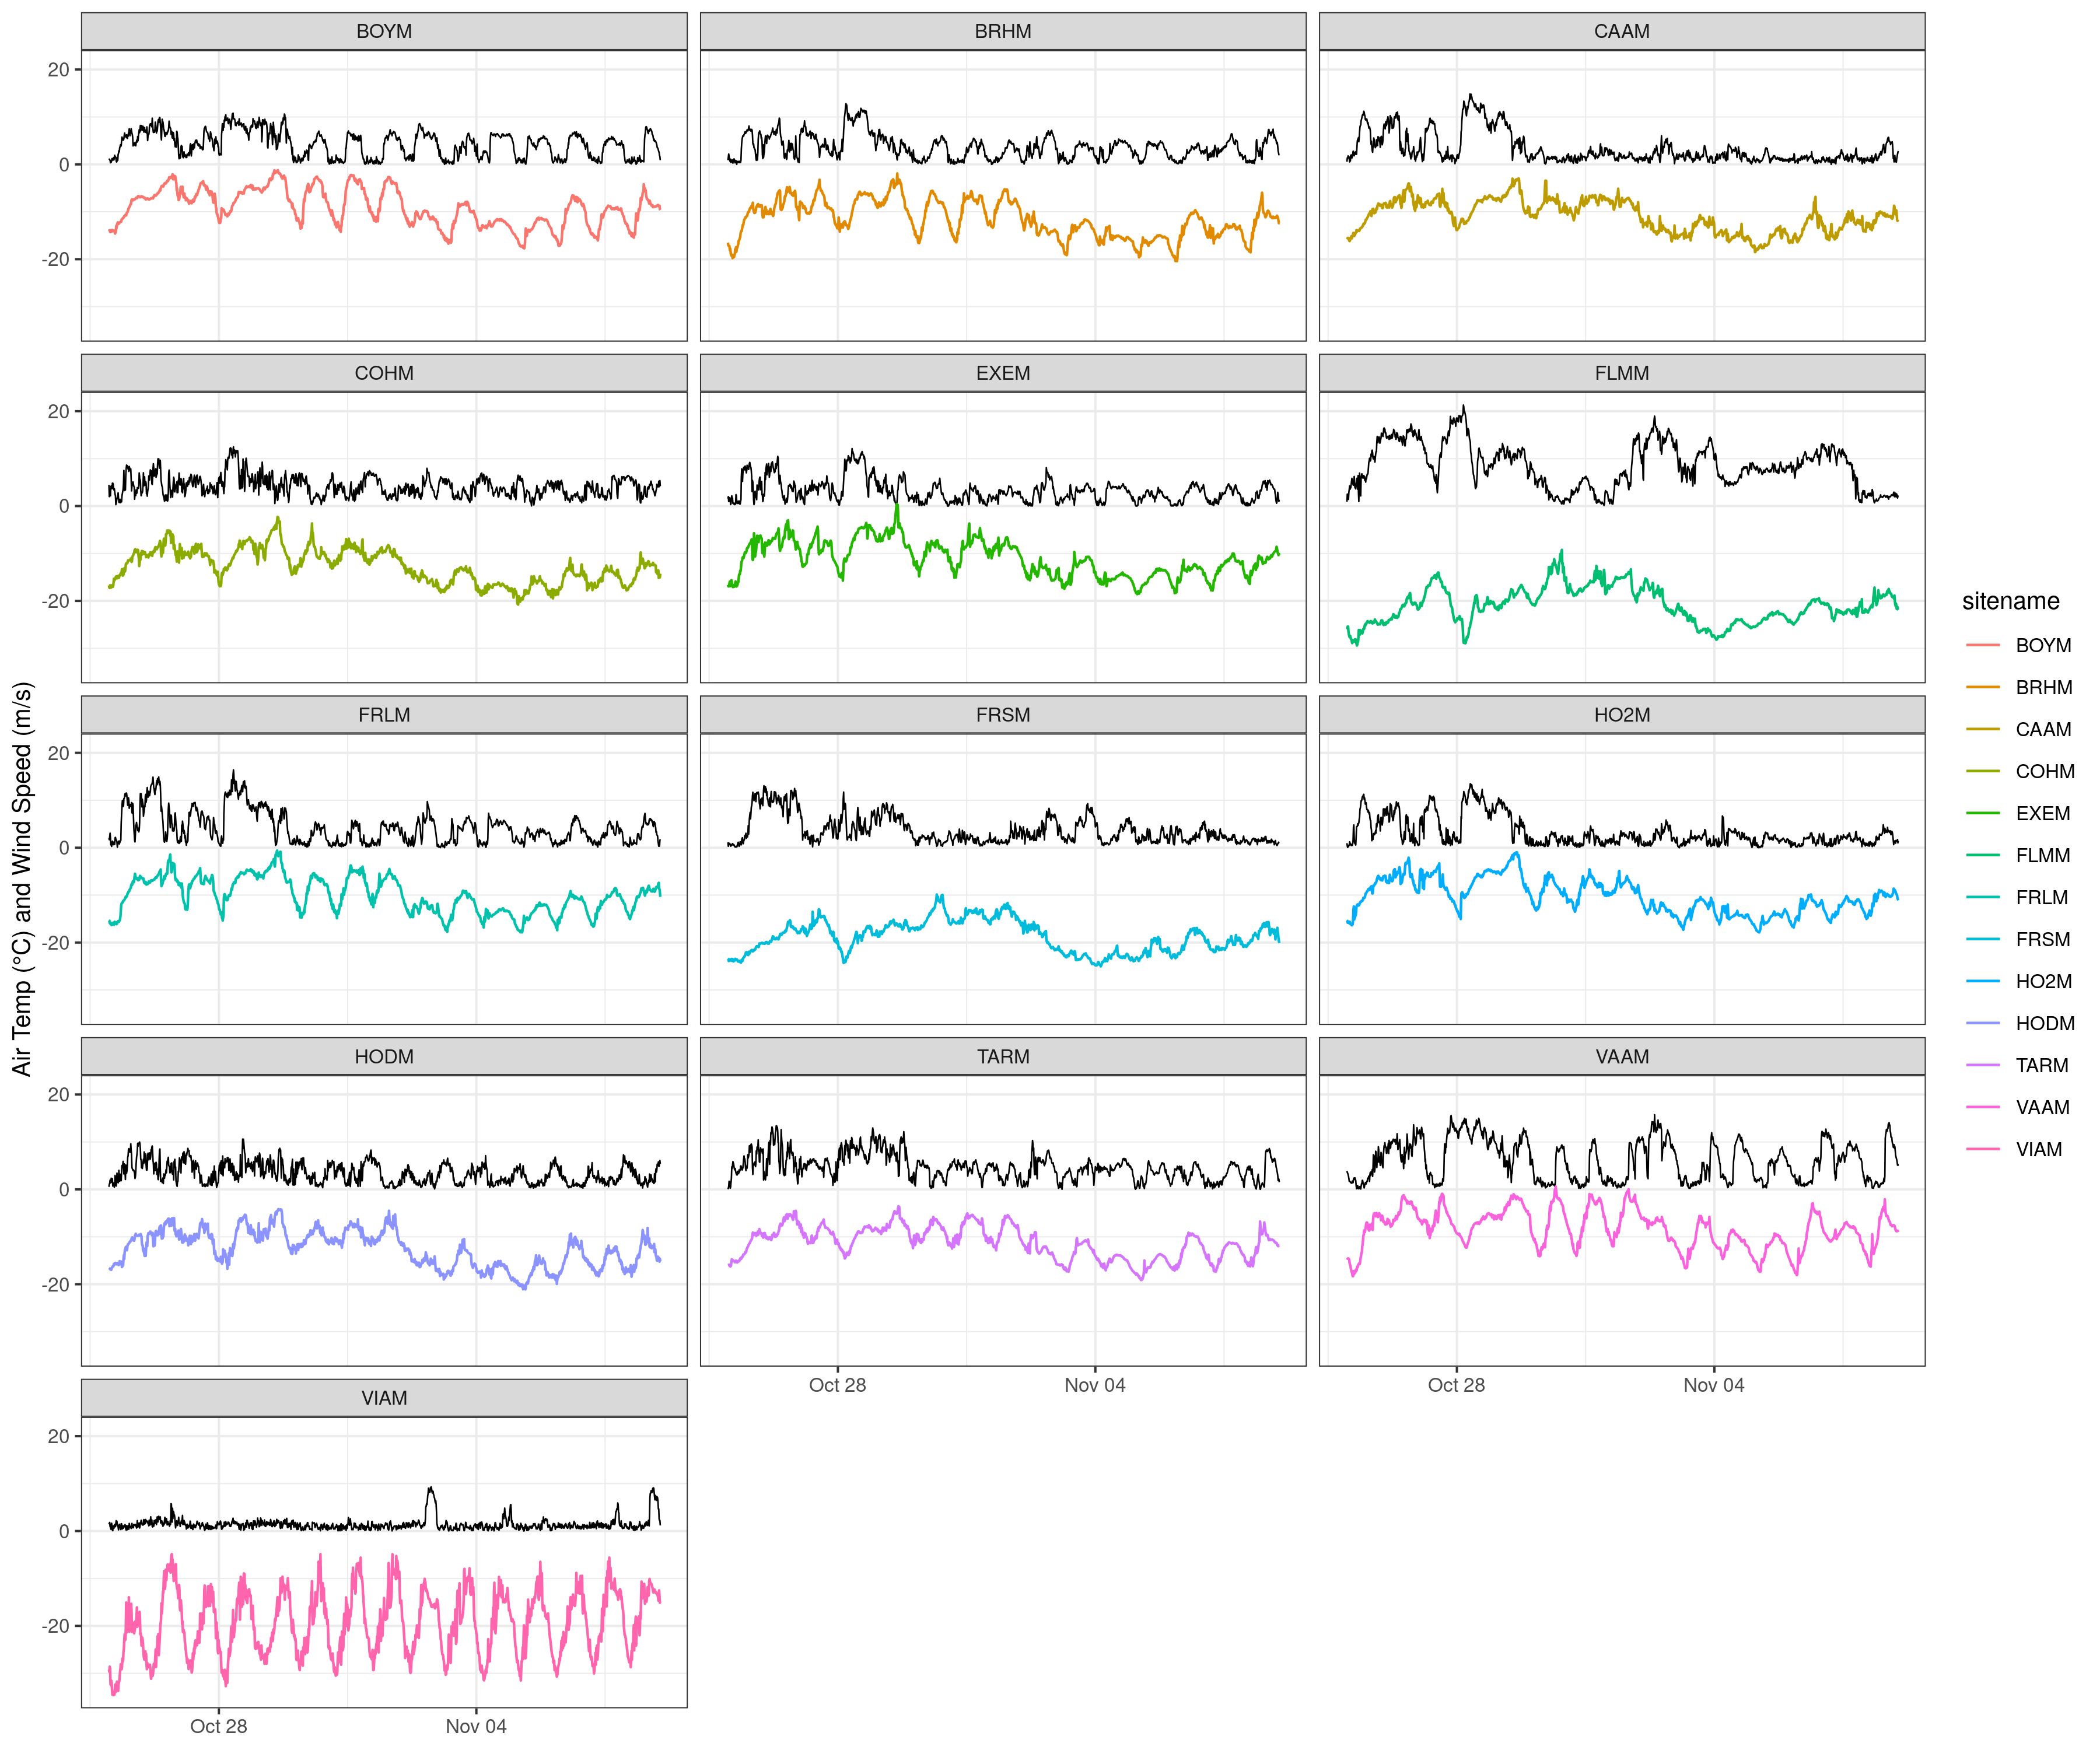 BOYM BRHM CAAM
20
0
-20
COHM EXEM FLMM
20
0
-20
FRLM FRSM HO2M
20
0
-20
HODM TARM VAAM
20
0
-20
Oct 28 Nov 04 Oct 28 Nov 04
VIAM
20
0
-20
Oct 28 Nov 04
Air Temp (°C) and Wind Speed (m/s)
sitename
BOYM
BRHM
CAAM
COHM
EXEM
FLMM
FRLM
FRSM
HO2M
HODM
TARM
VAAM
VIAM